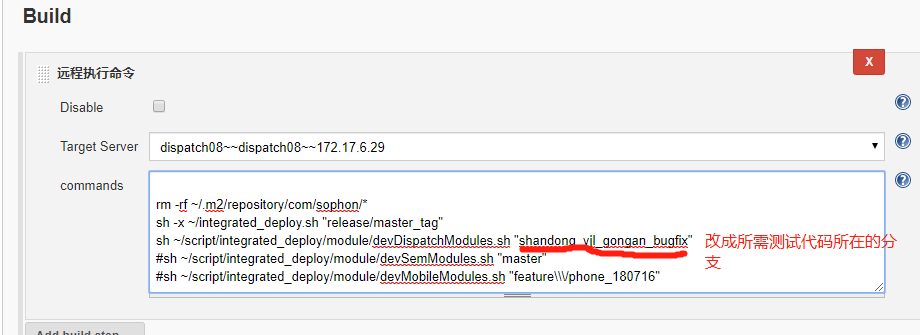 Build
远程执行命令
X
Disable
Target Server
dispatch08~~dispatch08~~172.17.6.29
commands
rm -rf ~/.m2/repository/com/sophon/*
sh -x ~/integrated_deploy.sh "release/master_tag"
sh ~/script/integrated_deploy/module/devDispatchModules.sh "shandong_yjl_gongan_bugfix"
#sh ~/script/integrated_deploy/module/devSemModules.sh "master"
#sh ~/script/integrated_deploy/module/devMobileModules.sh "feature\\\/phone_180716"
改成所需测试代码所在的分
支
Add build step